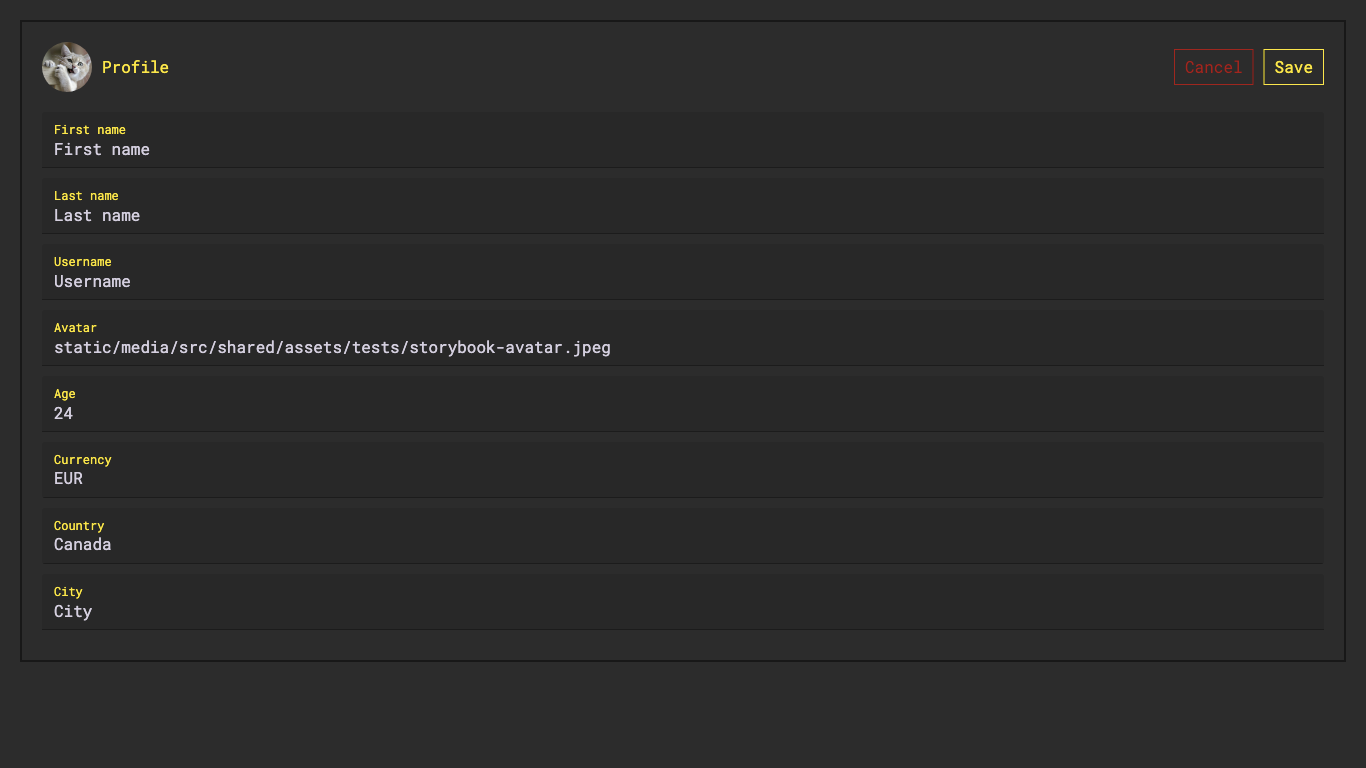 Profile
Cancel
Save
First name
First name
Last name
Last name
Username
Username
Avatar
static/media/src/shared/assets/tests/storybook-avatar.jpeg
Age
24
Currency
EUR
Country
Canada
City
City